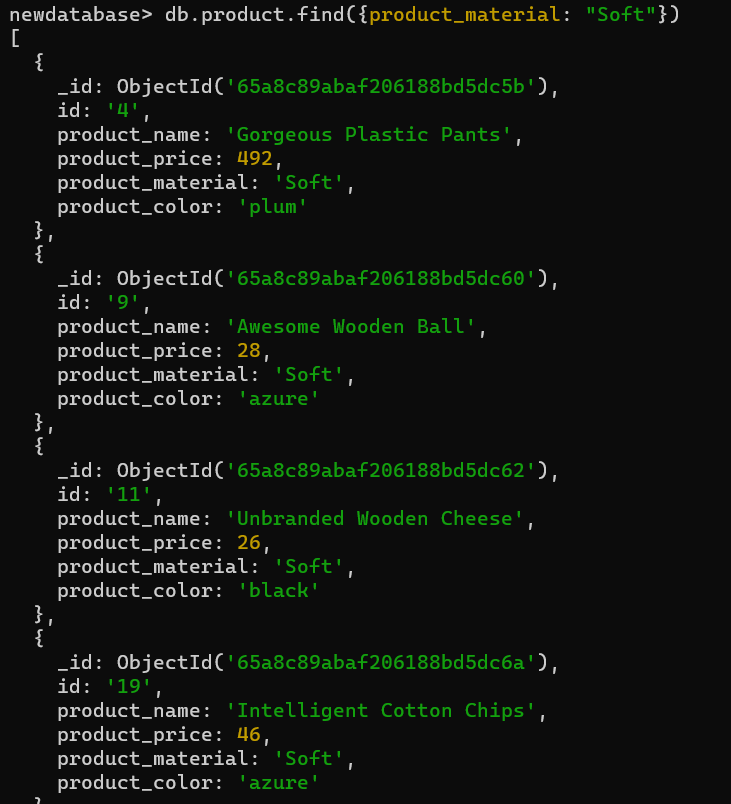 newdatabase> db.product.find({product_material: "Soft"})
[
  {
    _id: ObjectId('65a8c89abaf206188bd5dc5b'),
    id: '4',
    product_name: 'Gorgeous Plastic Pants',
    product_price: 492,
    product_material: 'Soft',
    product_color: 'plum'
  },
  {
    _id: ObjectId('65a8c89abaf206188bd5dc60'),
    id: '9',
    product_name: 'Awesome Wooden Ball',
    product_price: 28,
    product_material: 'Soft',
    product_color: 'azure'
  },
  {
    _id: ObjectId('65a8c89abaf206188bd5dc62'),
    id: '11',
    product_name: 'Unbranded Wooden Cheese',
    product_price: 26,
    product_material: 'Soft',
    product_color: 'black'
  },
  {
    _id: ObjectId('65a8c89abaf206188bd5dc6a'),
    id: '19',
    product_name: 'Intelligent Cotton Chips',
    product_price: 46,
    product_material: 'Soft',
    product_color: 'azure'